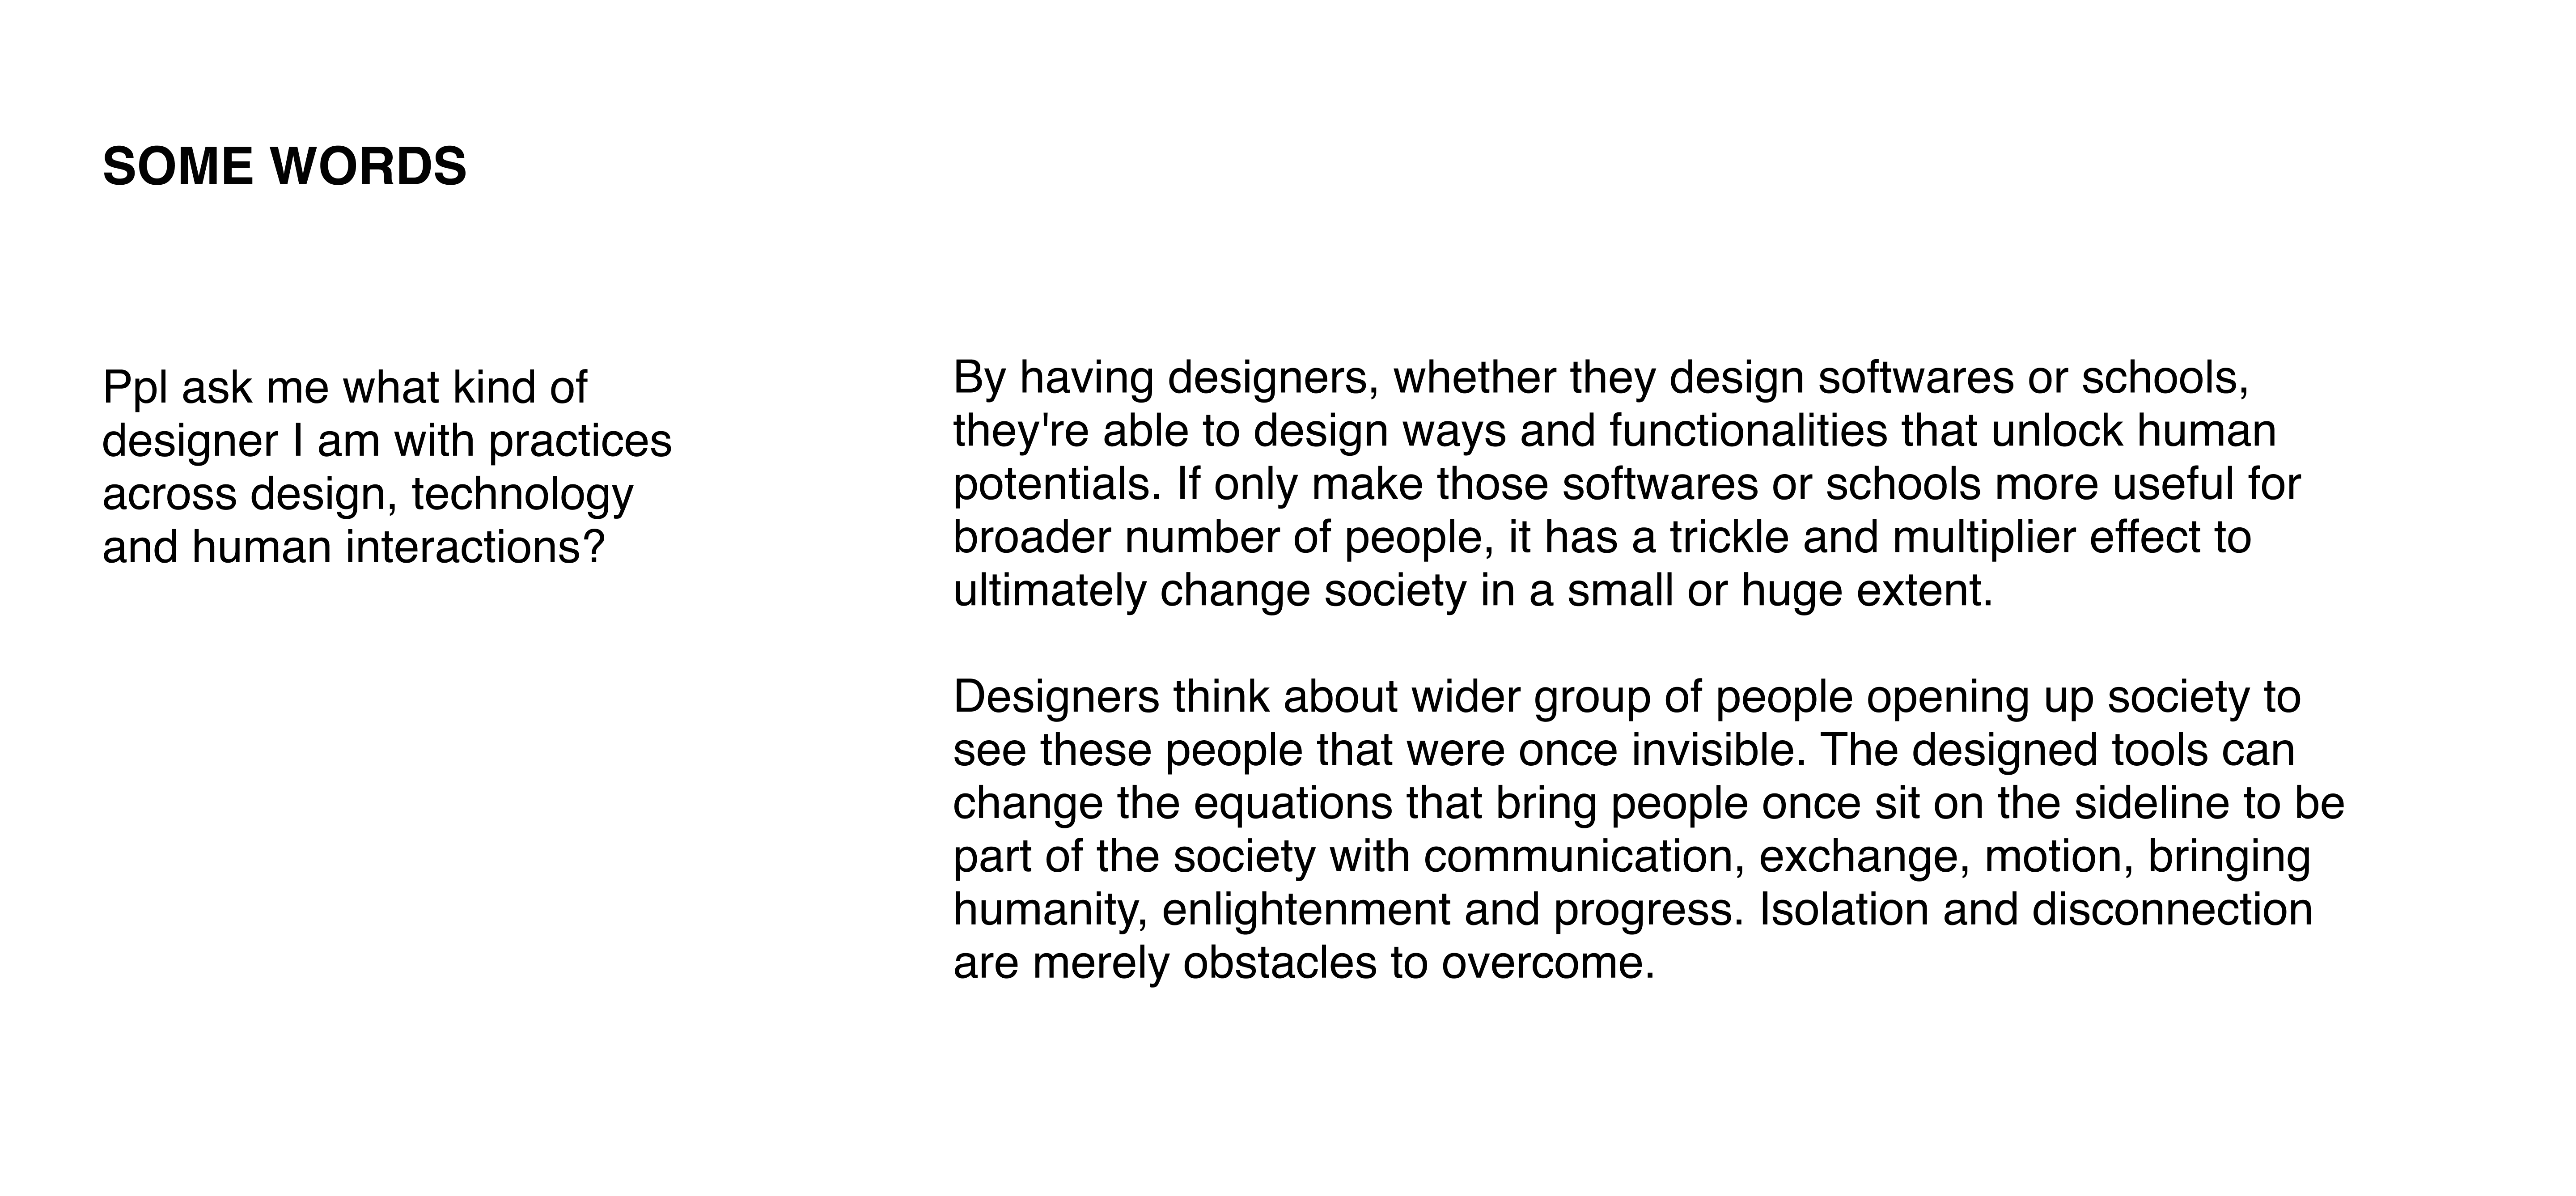 SOME WORDS
Ppl ask me what kind of
designer I am with practices
across design, technology
and human interactions?
By having designers, whether they design softwares or schools,
they're able to design ways and functionalities that unlock human
potentials. If only make those softwares or schools more useful for
broader number of people, it has a trickle and multiplier effect to
ultimately change society in a small or huge extent.
Designers think about wider group of people opening up society to
see these people that were once invisible. The designed tools can
change the equations that bring people once sit on the sideline to be
part of the society with communication, exchange, motion, bringing
humanity, enlightenment and progress. Isolation and disconnection
are merely obstacles to overcome.